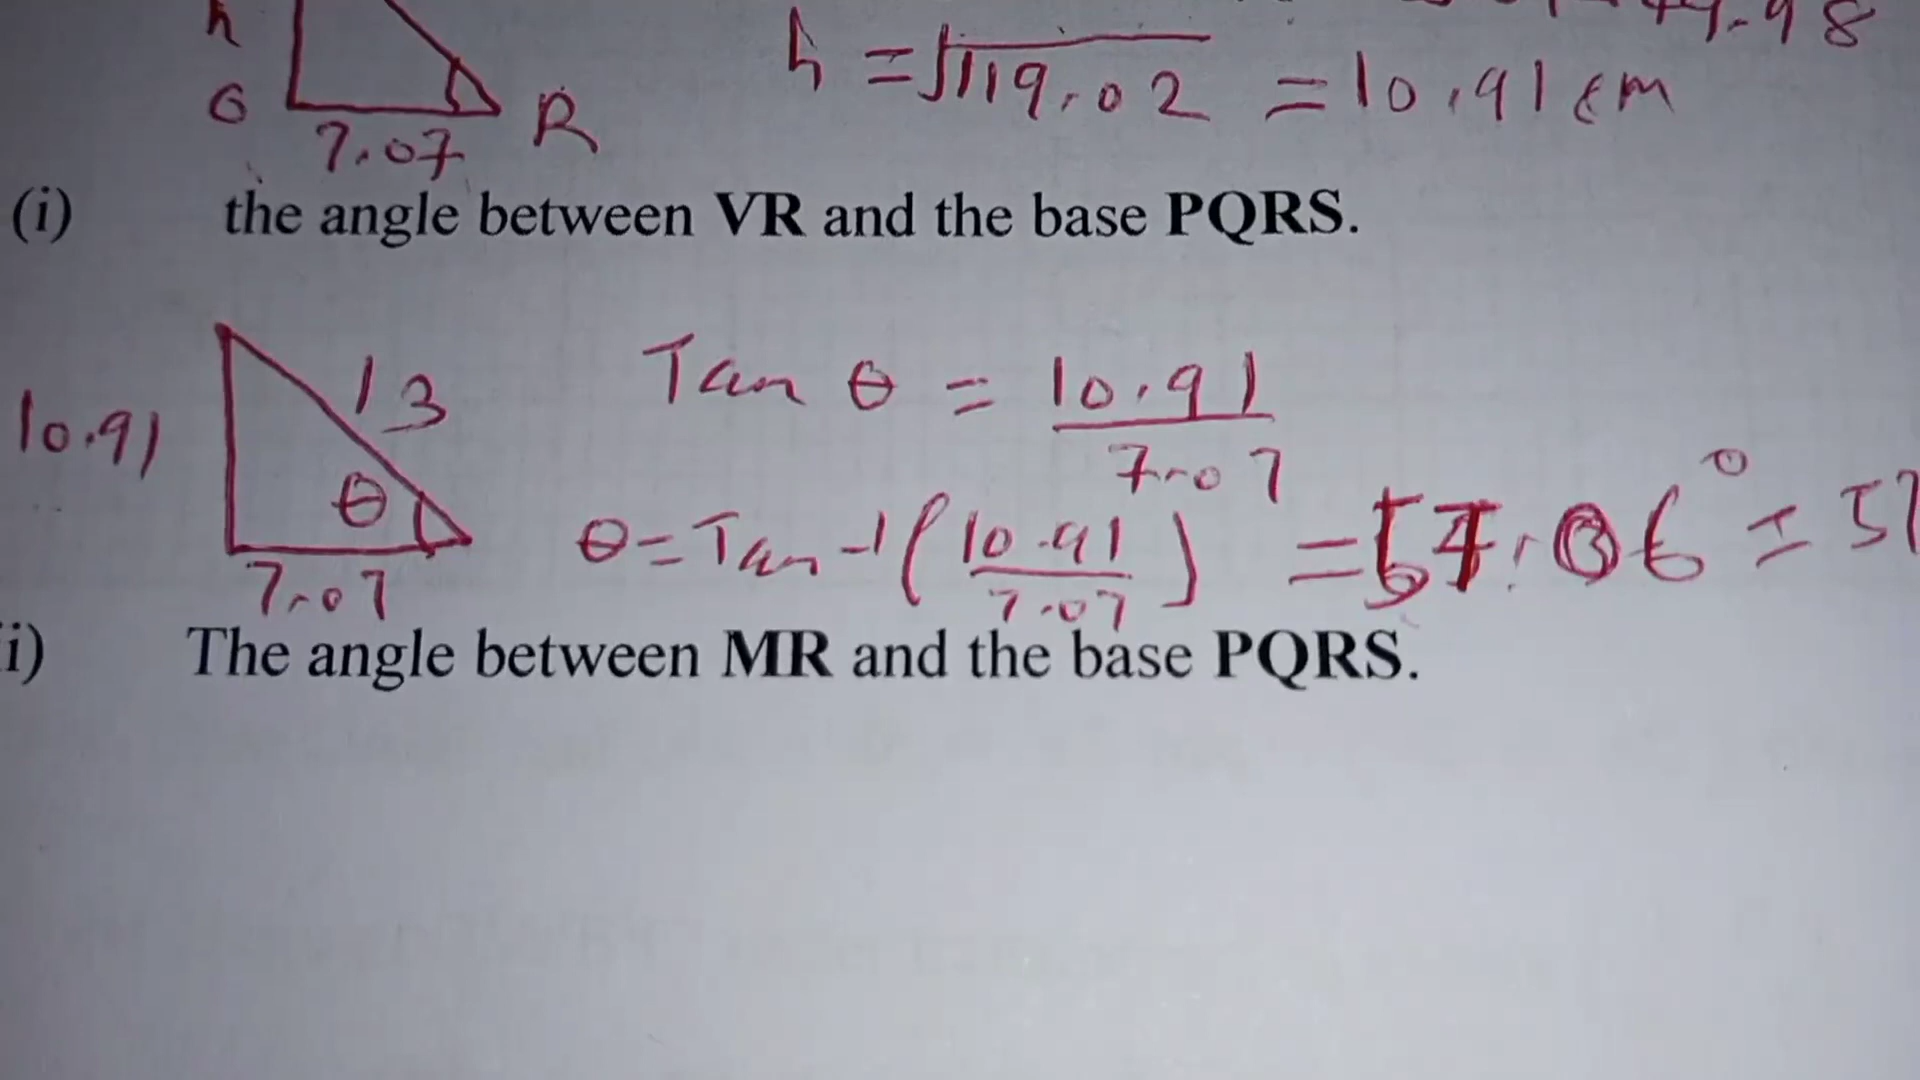 49.98
h
h = √119.02 = 10.91 cm
O 7.07 R
(i) the angle between VR and the base PQRS.
10.91 13 θ 7.07
Tan θ = 10.91/7.07
θ = Tan-1(10.91/7.07) = 57.06° = 57
i) The angle between MR and the base PQRS.